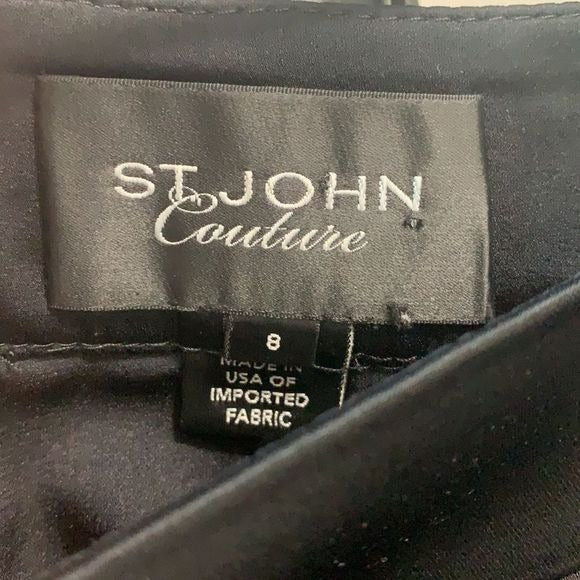 ST. JOHN
Couture
8
MADE IN
USA OF
IMPORTED
FABRIC